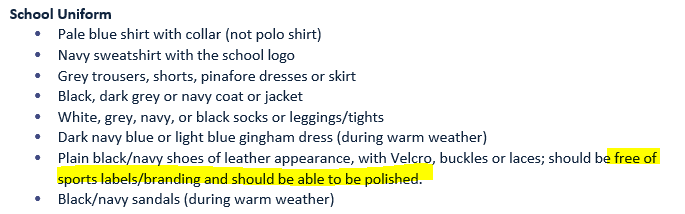 School Uniform
• Pale blue shirt with collar (not polo shirt)
• Navy sweatshirt with the school logo
• Grey trousers, shorts, pinafore dresses or skirt
• Black, dark grey or navy coat or jacket
• White, grey, navy, or black socks or leggings/tights
• Dark navy blue or light blue gingham dress (during warm weather)
• Plain black/navy shoes of leather appearance, with Velcro, buckles or laces; should be free of
sports labels/branding and should be able to be polished.
• Black/navy sandals (during warm weather)